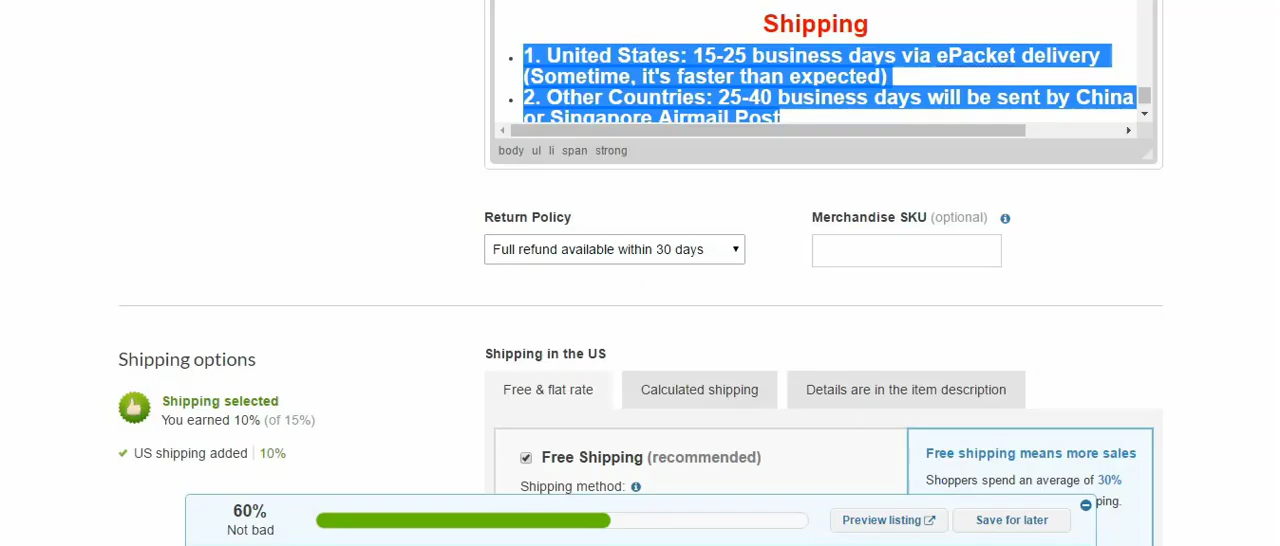 Shipping
1. United States: 15-25 business days via ePacket delivery
(Sometime, it's faster than expected)
2. Other Countries: 25-40 business days will be sent by China
or Singapore Airmail Post
body ul li span strong
Return Policy
Merchandise SKU (optional)
Full refund available within 30 days
Shipping options
Shipping in the US
Free & flat rate
Calculated shipping
Details are in the item description
Shipping selected
You earned 10% (of 15%)
US shipping added 10%
Free Shipping (recommended)
Shipping method:
Free shipping means more sales
Shoppers spend an average of 30%
60%
Not bad
Preview listing
Save for later